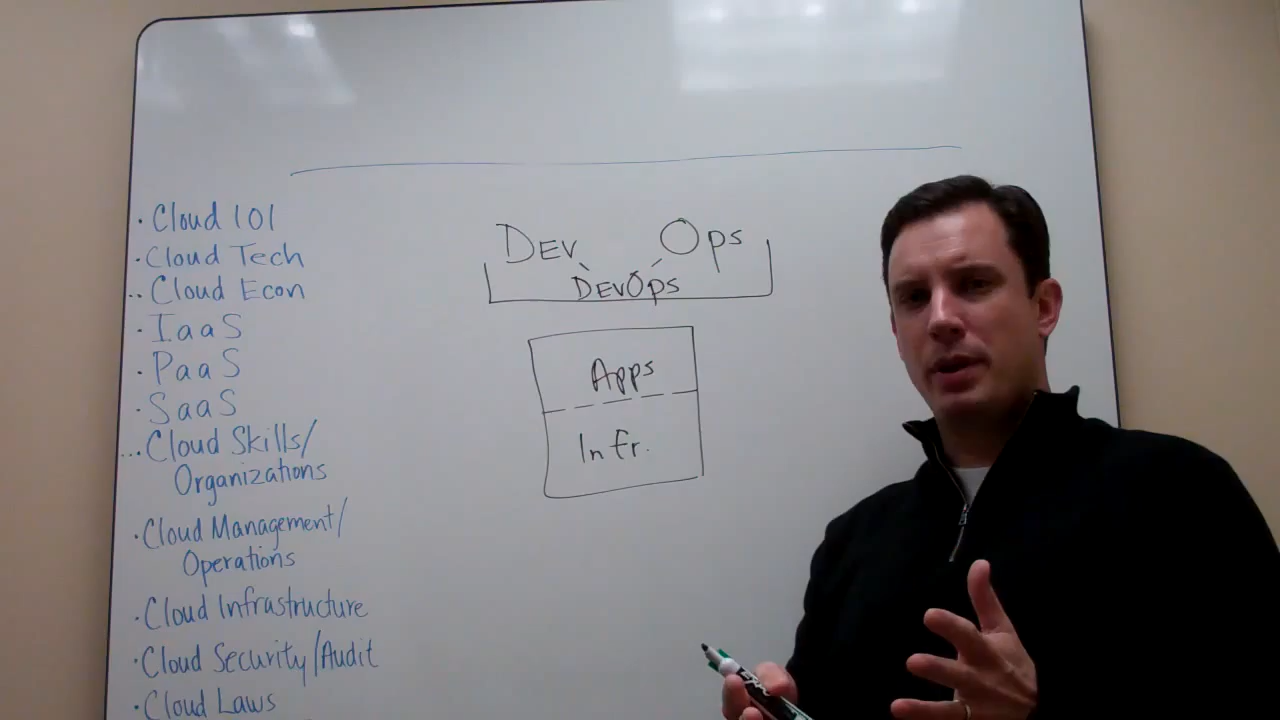 · Cloud 101
· Cloud Tech
.. Cloud Econ
· IaaS
· PaaS
· SaaS
... Cloud Skills/
Organizations
· Cloud Management/
Operations
· Cloud Infrastructure
· Cloud Security/Audit
· Cloud Laws
Dev Ops
DevOps
Apps
Infr.